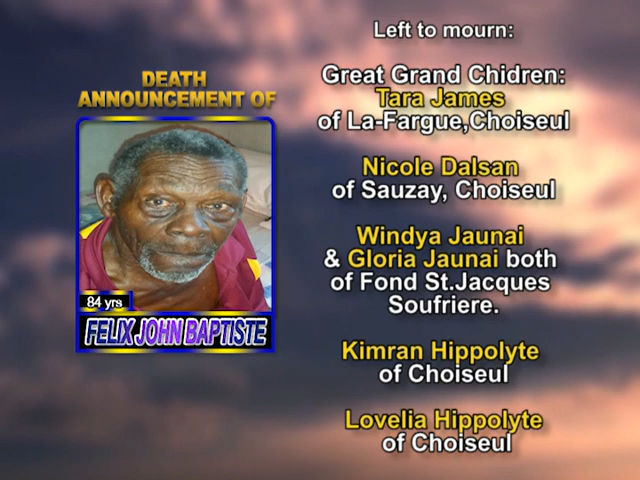 DEATH
ANNOUNCEMENT OF
84 yrs
FELIX JOHN BAPTISTE
Left to mourn:
Great Grand Chidren:
Tara James
of La-Fargue,Choiseul
Nicole Dalsan
of Sauzay, Choiseul
Windya Jaunai
& Gloria Jaunai both
of Fond St.Jacques
Soufriere.
Kimran Hippolyte
of Choiseul
Lovelia Hippolyte
of Choiseul